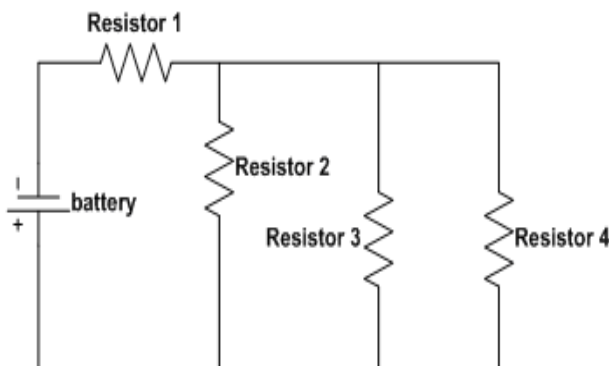 Resistor 1
Resistor 2
-
battery
+
Resistor 3
Resistor 4